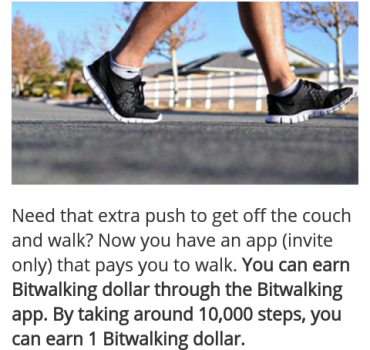 Need that extra push to get off the couch
and walk? Now you have an app (invite
only) that pays you to walk. You can earn
Bitwalking dollar through the Bitwalking
app. By taking around 10,000 steps, you
can earn 1 Bitwalking dollar.